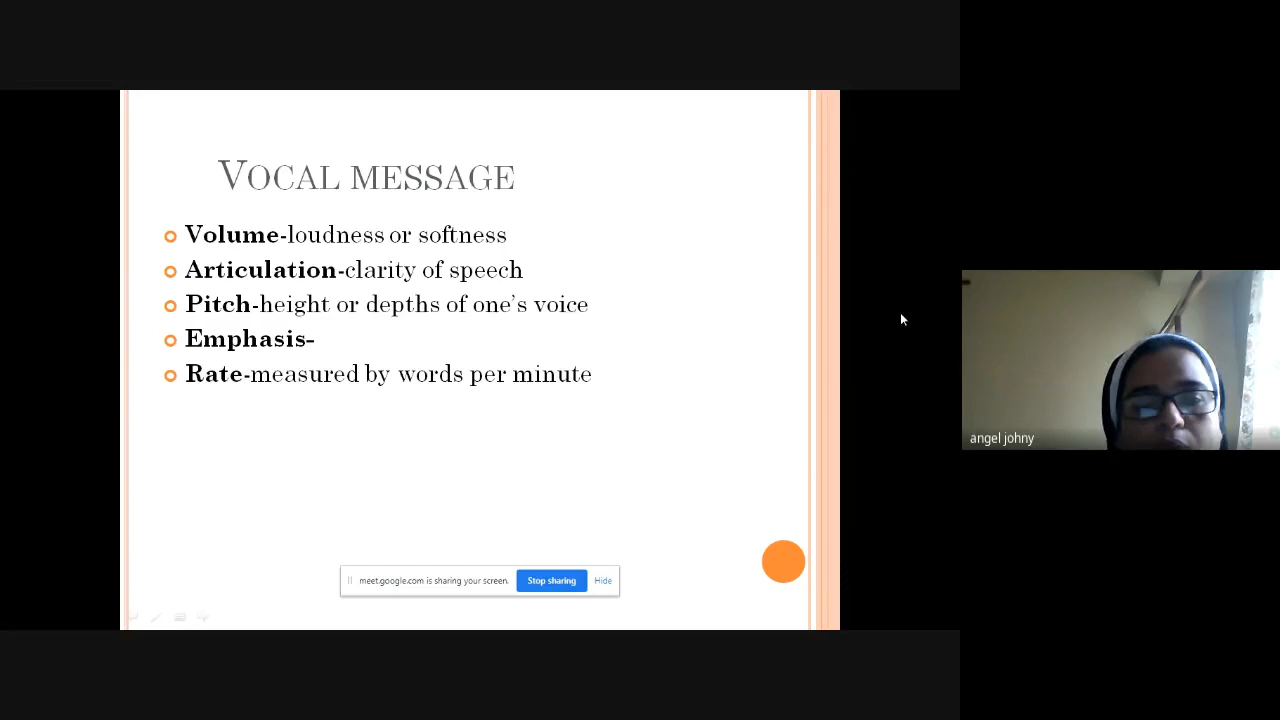 VOCAL MESSAGE
Volume-loudness or softness
Articulation-clarity of speech
Pitch-height or depths of one's voice
Emphasis-
Rate-measured by words per minute
meet.google.com is sharing your screen.
Stop sharing
Hide
angel johny